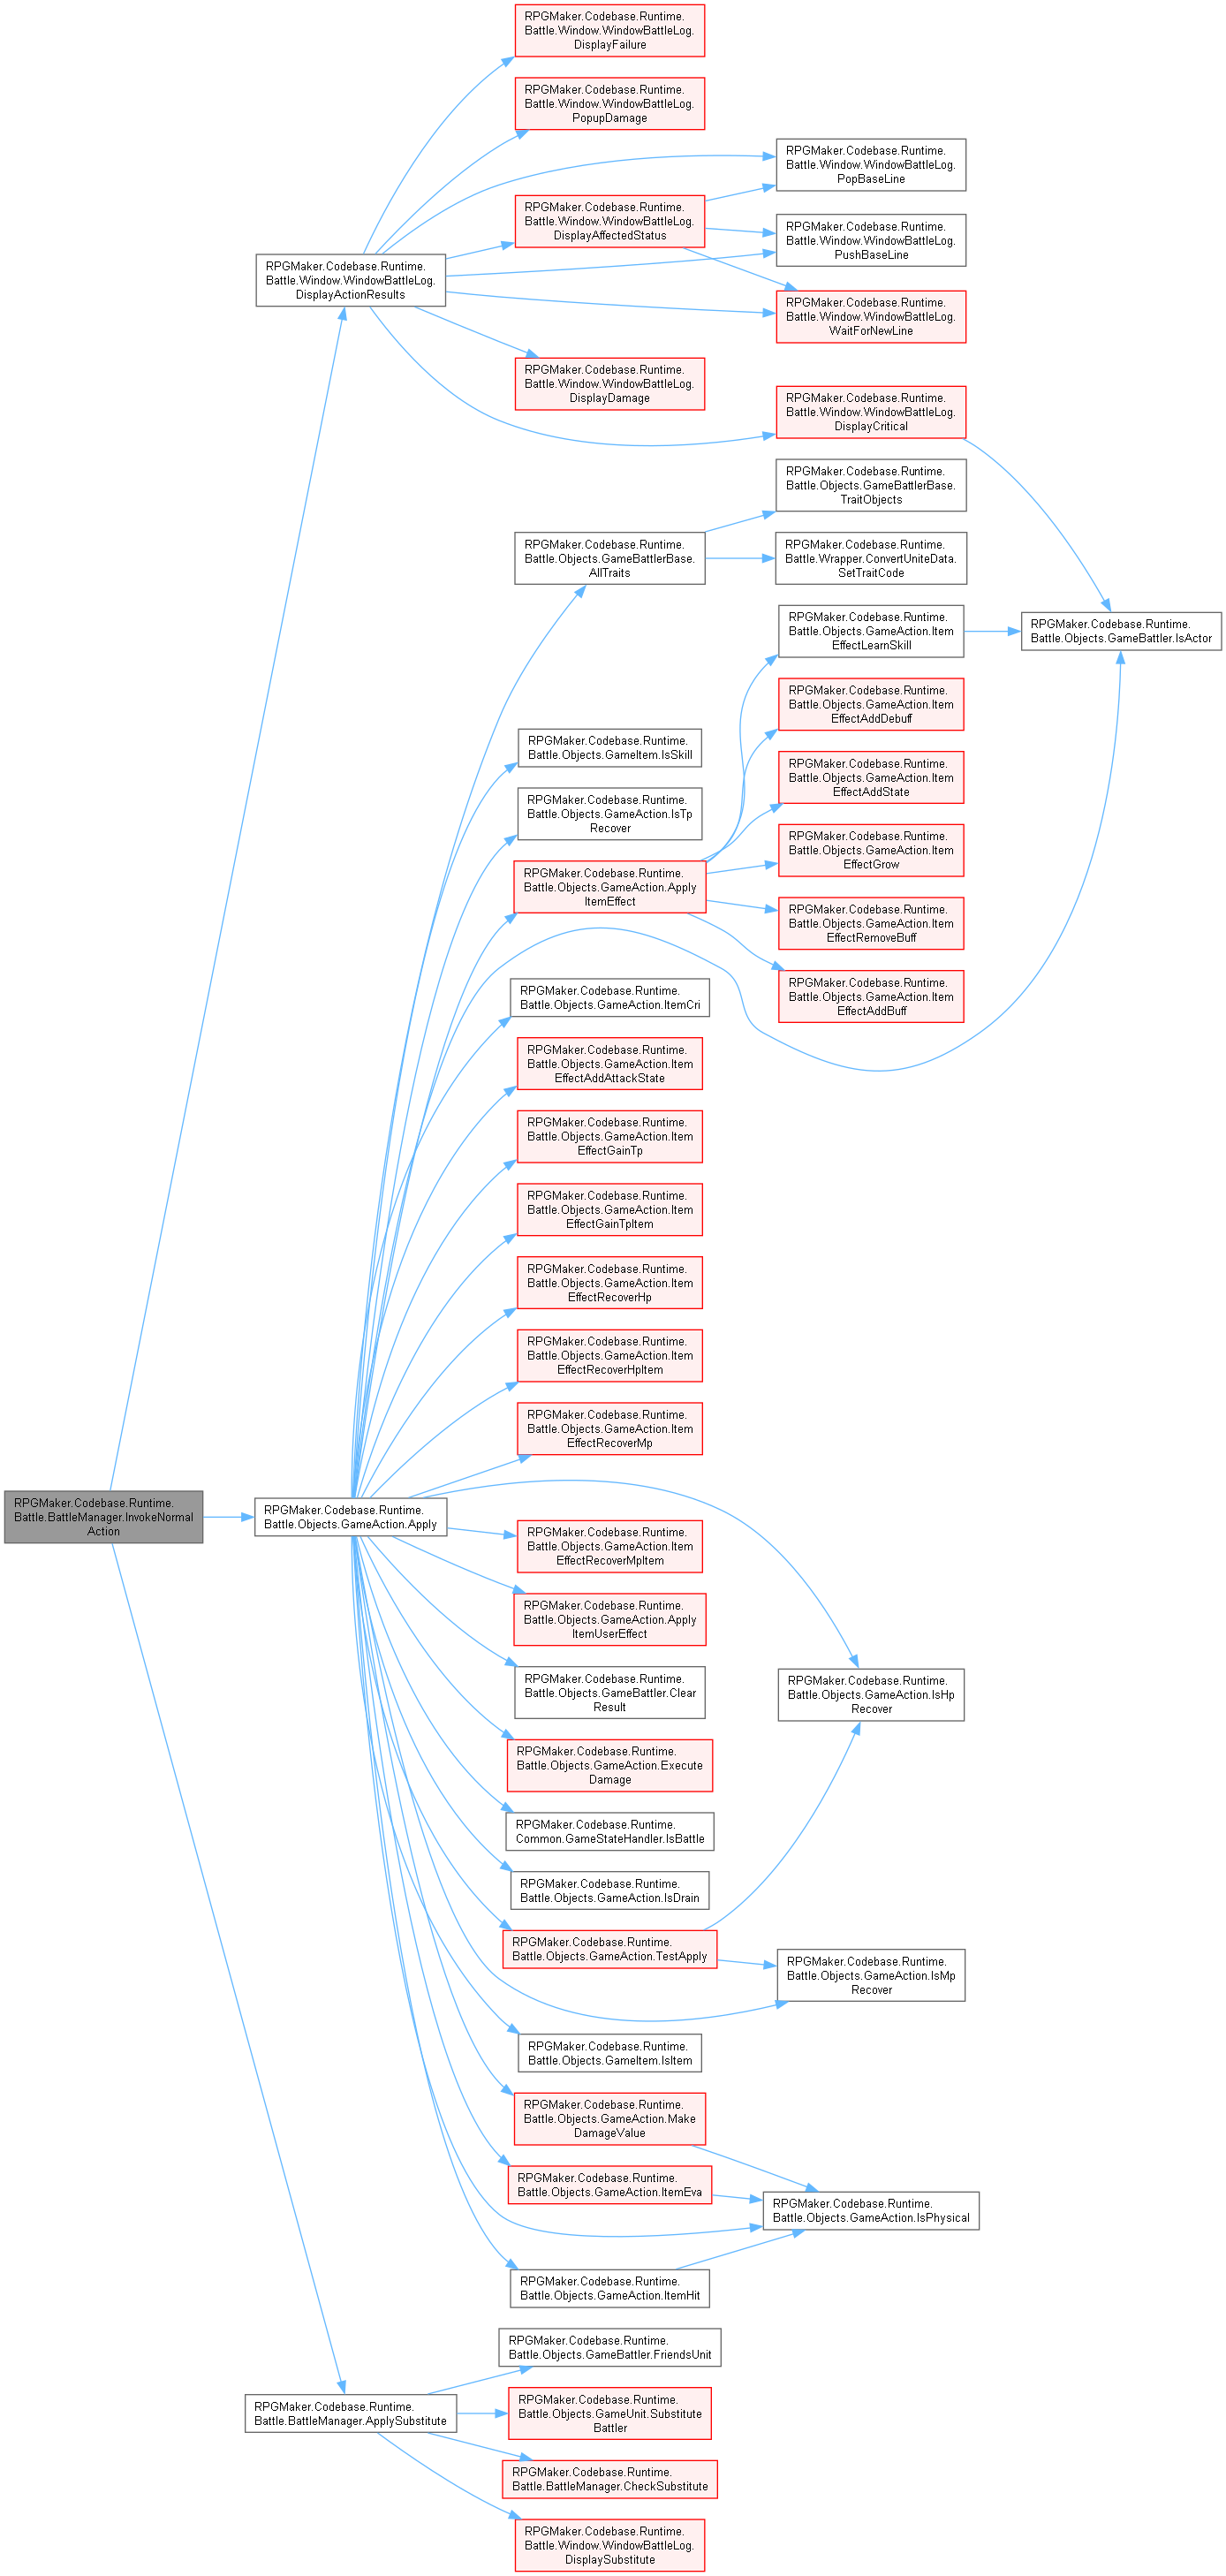 RPGMaker.Codebase.Runtime.
Battle.Window.WindowBattleLog.
DisplayFailure
RPGMaker.Codebase.Runtime.
Battle.Window.WindowBattleLog.
PopupDamage
RPGMaker.Codebase.Runtime.
Battle.Window.WindowBattleLog.
PopBaseLine
RPGMaker.Codebase.Runtime.
Battle.Window.WindowBattleLog.
DisplayAffectedStatus
RPGMaker.Codebase.Runtime.
Battle.Window.WindowBattleLog.
PushBaseLine
RPGMaker.Codebase.Runtime.
Battle.Window.WindowBattleLog.
DisplayActionResults
RPGMaker.Codebase.Runtime.
Battle.Window.WindowBattleLog.
WaitForNewLine
RPGMaker.Codebase.Runtime.
Battle.Window.WindowBattleLog.
DisplayDamage
RPGMaker.Codebase.Runtime.
Battle.Window.WindowBattleLog.
DisplayCritical
RPGMaker.Codebase.Runtime.
Battle.Objects.GameBattlerBase.
TraitObjects
RPGMaker.Codebase.Runtime.
Battle.Objects.GameBattlerBase.
AllTraits
RPGMaker.Codebase.Runtime.
Battle.Wrapper.ConvertUniteData.
SetTraitCode
RPGMaker.Codebase.Runtime.
Battle.Objects.GameAction.Item
EffectLearnSkill
RPGMaker.Codebase.Runtime.
Battle.Objects.GameBattler.IsActor
RPGMaker.Codebase.Runtime.
Battle.Objects.GameAction.Item
EffectAddDebuff
RPGMaker.Codebase.Runtime.
Battle.Objects.GameItem.IsSkill
RPGMaker.Codebase.Runtime.
Battle.Objects.GameAction.Item
EffectAddState
RPGMaker.Codebase.Runtime.
Battle.Objects.GameAction.IsTp
Recover
RPGMaker.Codebase.Runtime.
Battle.Objects.GameAction.Item
EffectGrow
RPGMaker.Codebase.Runtime.
Battle.Objects.GameAction.Apply
ItemEffect
RPGMaker.Codebase.Runtime.
Battle.Objects.GameAction.Item
EffectRemoveBuff
RPGMaker.Codebase.Runtime.
Battle.Objects.GameAction.Item
EffectAddBuff
RPGMaker.Codebase.Runtime.
Battle.Objects.GameAction.ItemCri
RPGMaker.Codebase.Runtime.
Battle.Objects.GameAction.Item
EffectAddAttackState
RPGMaker.Codebase.Runtime.
Battle.Objects.GameAction.Item
EffectGainTp
RPGMaker.Codebase.Runtime.
Battle.Objects.GameAction.Item
EffectGainTpItem
RPGMaker.Codebase.Runtime.
Battle.Objects.GameAction.Item
EffectRecoverHp
RPGMaker.Codebase.Runtime.
Battle.Objects.GameAction.Item
EffectRecoverHpItem
RPGMaker.Codebase.Runtime.
Battle.Objects.GameAction.Item
EffectRecoverMp
RPGMaker.Codebase.Runtime.
Battle.BattleManager.InvokeNormal
Action
RPGMaker.Codebase.Runtime.
Battle.Objects.GameAction.Apply
RPGMaker.Codebase.Runtime.
Battle.Objects.GameAction.Item
EffectRecoverMpItem
RPGMaker.Codebase.Runtime.
Battle.Objects.GameAction.Apply
ItemUserEffect
RPGMaker.Codebase.Runtime.
Battle.Objects.GameBattler.Clear
Result
RPGMaker.Codebase.Runtime.
Battle.Objects.GameAction.IsHp
Recover
RPGMaker.Codebase.Runtime.
Battle.Objects.GameAction.Execute
Damage
RPGMaker.Codebase.Runtime.
Common.GameStateHandler.IsBattle
RPGMaker.Codebase.Runtime.
Battle.Objects.GameAction.IsDrain
RPGMaker.Codebase.Runtime.
Battle.Objects.GameAction.TestApply
RPGMaker.Codebase.Runtime.
Battle.Objects.GameAction.IsMp
Recover
RPGMaker.Codebase.Runtime.
Battle.Objects.GameItem.IsItem
RPGMaker.Codebase.Runtime.
Battle.Objects.GameAction.Make
DamageValue
RPGMaker.Codebase.Runtime.
Battle.Objects.GameAction.ItemEva
RPGMaker.Codebase.Runtime.
Battle.Objects.GameAction.IsPhysical
RPGMaker.Codebase.Runtime.
Battle.Objects.GameAction.ItemHit
RPGMaker.Codebase.Runtime.
Battle.Objects.GameBattler.FriendsUnit
RPGMaker.Codebase.Runtime.
Battle.BattleManager.ApplySubstitute
RPGMaker.Codebase.Runtime.
Battle.Objects.GameUnit.Substitute
Battler
RPGMaker.Codebase.Runtime.
Battle.BattleManager.CheckSubstitute
RPGMaker.Codebase.Runtime.
Battle.Window.WindowBattleLog.
DisplaySubstitute